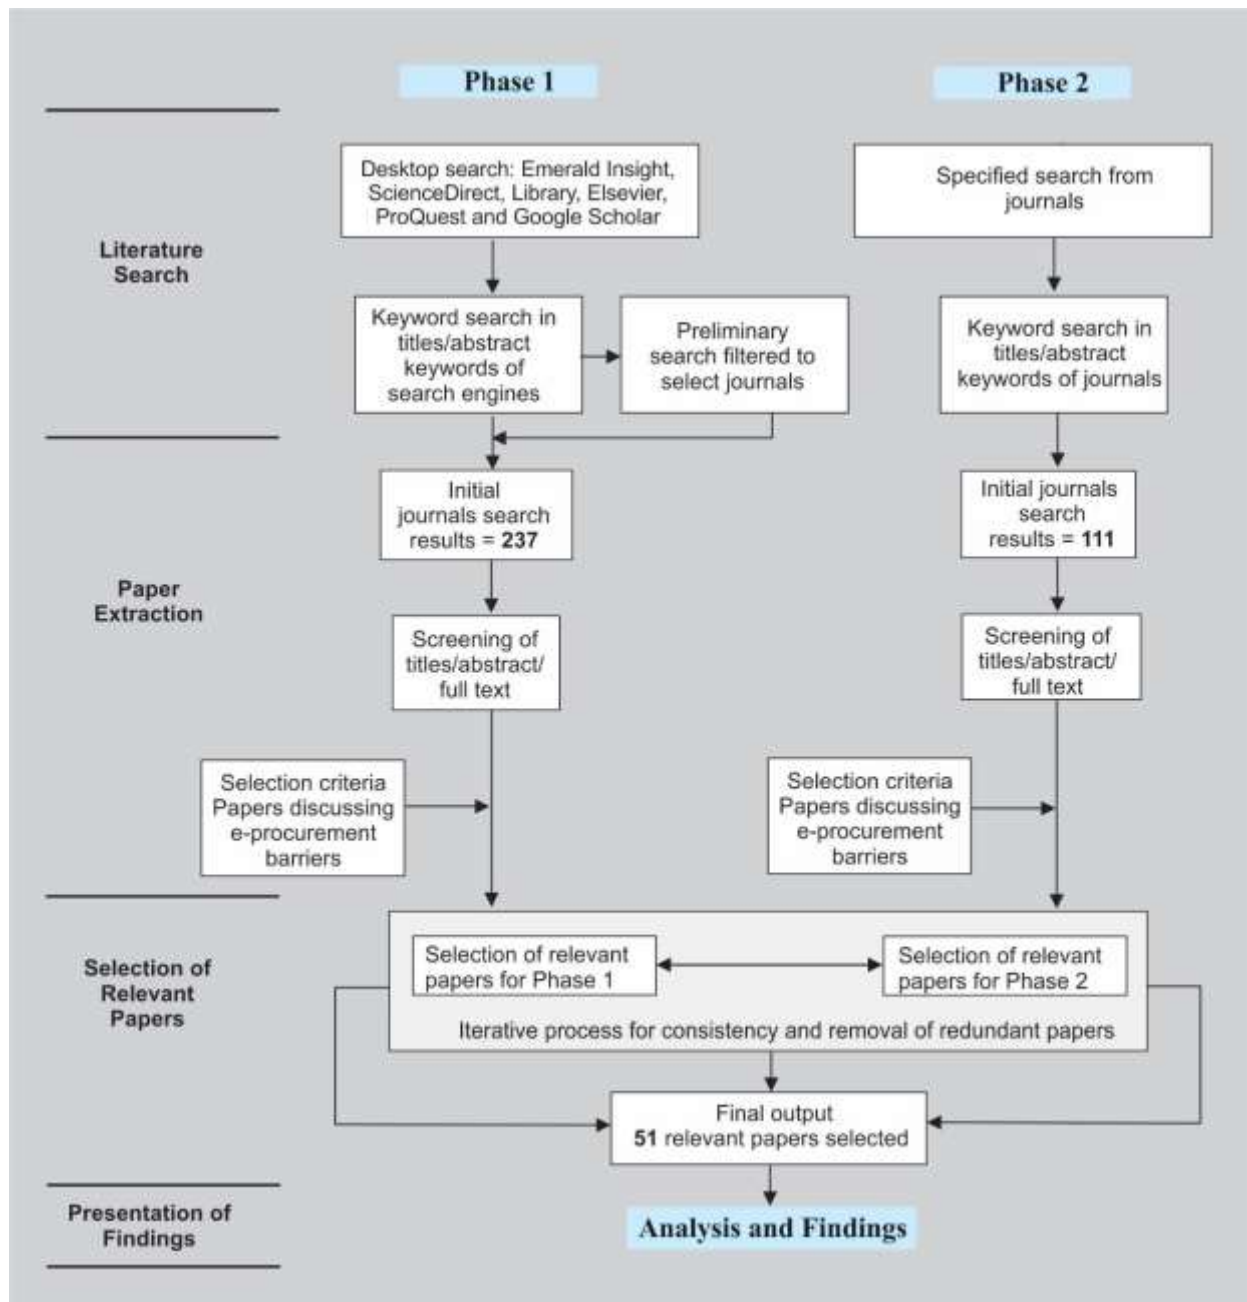 Phase 1
Phase 2
Literature
Search
Desktop search: Emerald Insight,
ScienceDirect, Library, Elsevier,
ProQuest and Google Scholar
Specified search from
journals
Keyword search in
titles/abstract
keywords of
search engines
Preliminary
search filtered to
select journals
Keyword search in
titles/abstract
keywords of journals
Paper
Extraction
Initial
journals search
results = 237
Initial journals
search
results = 111
Screening of
titles/abstract/
full text
Screening of
titles/abstract/
full text
Selection criteria
Papers discussing
e-procurement
barriers
Selection criteria
Papers discussing
e-procurement
barriers
Selection of
Relevant
Papers
Selection of relevant
papers for Phase 1
Selection of relevant
papers for Phase 2
Iterative process for consistency and removal of redundant papers
Final output
51 relevant papers selected
Presentation of
Findings
Analysis and Findings